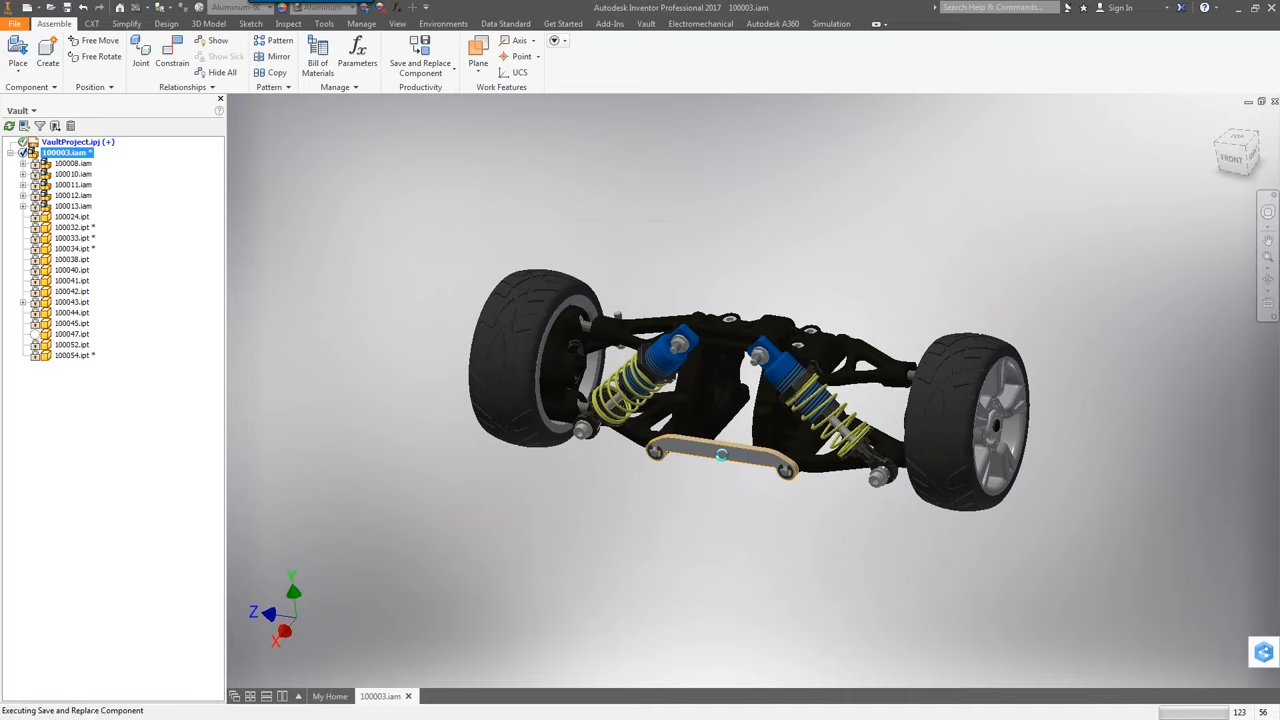 Aluminum-60 Aluminum Autodesk Inventor Professional 2017 100003.iam Search Help & Commands... Sign In
File Assemble CXT Simplify Design 3D Model Sketch Inspect Tools Manage View Environments Data Standard Get Started Add-Ins Vault Electromechanical Autodesk A360 Simulation
Place Create Free Move Free Rotate Joint Constrain Show Show Sick Hide All Pattern Mirror Copy Bill of Materials Parameters Save and Replace Component Plane Axis Point UCS
Component Position Relationships Pattern Manage Productivity Work Features
Vault
VaultProject.ipj (+)
100003.iam *
100008.iam
100010.iam
100011.iam
100012.iam
100013.iam
100024.ipt
100032.ipt *
100033.ipt *
100034.ipt *
100038.ipt
100040.ipt
100041.ipt
100042.ipt
100043.ipt
100044.ipt
100045.ipt
100047.ipt
100052.ipt
100054.ipt *
TOP
FRONT
Y
Z
X
My Home 100003.iam
Executing Save and Replace Component 123 56